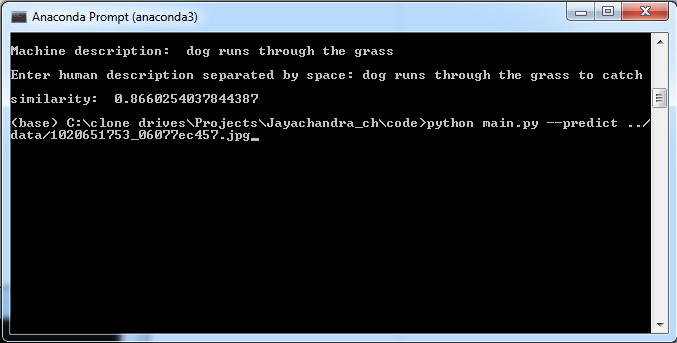 Anaconda Prompt (anaconda3)
Machine description:  dog runs through the grass
Enter human description separated by space: dog runs through the grass to catch
similarity:  0.8660254037844387
(base) C:\clone drives\Projects\Jayachandra_ch\code>python main.py --predict ../
data/1020651753_06077ec457.jpg_